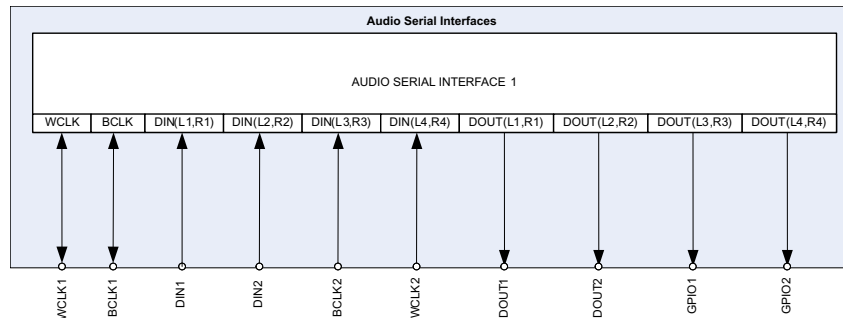 Audio Serial Interfaces
AUDIO SERIAL INTERFACE 1
WCLK BCLK DIN(L1,R1) DIN(L2,R2) DIN(L3,R3) DIN(L4,R4) DOUT(L1,R1) DOUT(L2,R2) DOUT(L3,R3) DOUT(L4,R4)
WCLK1
BCLK1
DIN1
DIN2
BCLK2
WCLK2
DOUT1
DOUT2
GPIO1
GPIO2